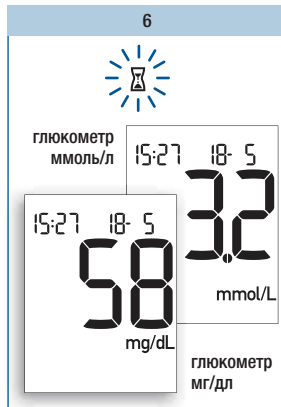 6
глюкометр
ммоль/л
15:27 18- 5
3.2
mmol/L
15:27 18- 5
58
mg/dL
глюкометр
мг/дл